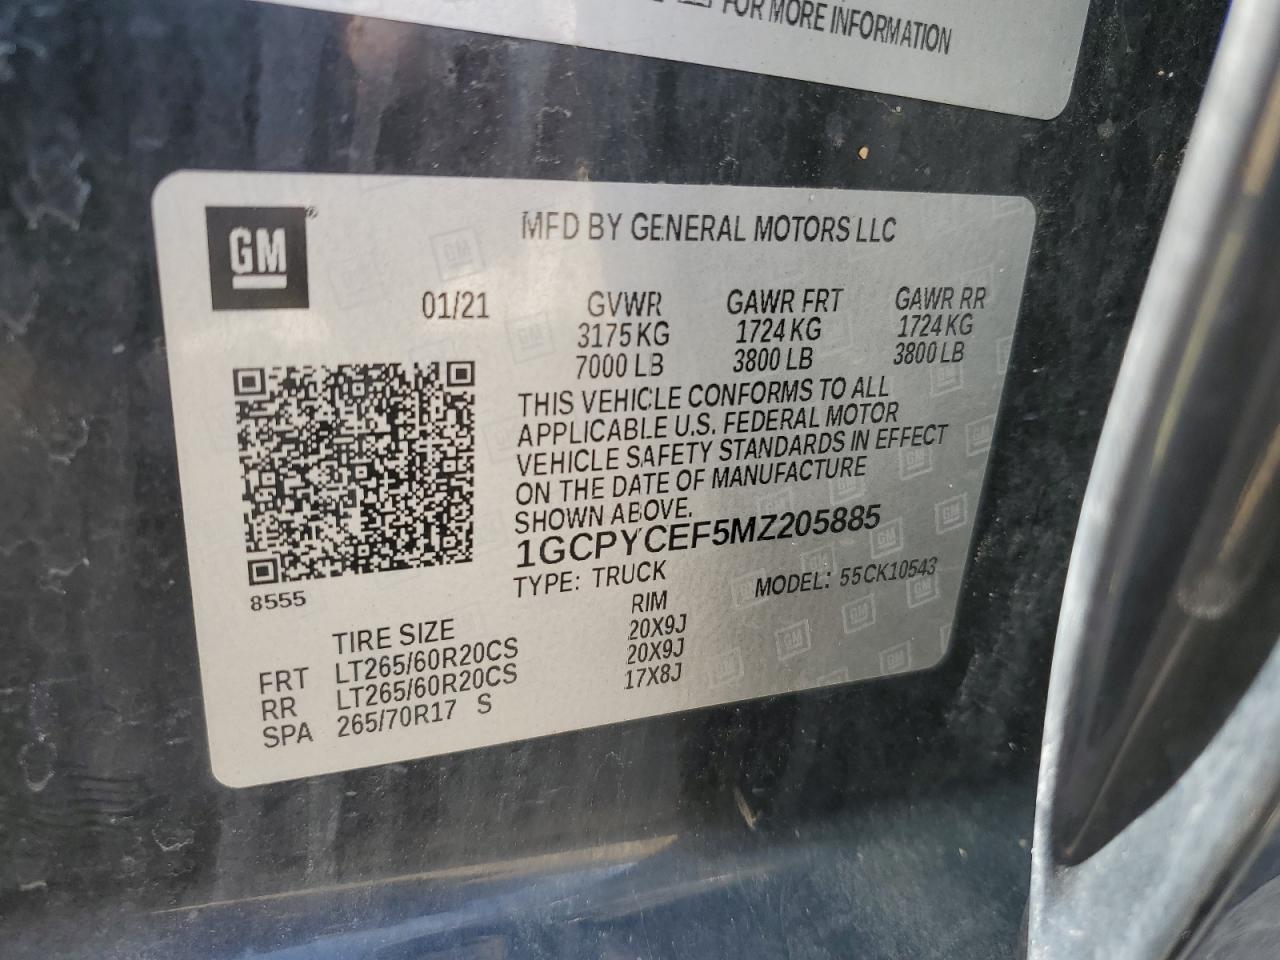 FOR MORE INFORMATION
GM
MFD BY GENERAL MOTORS LLC
01/21 GVWR GAWR FRT GAWR RR
3175 KG 1724 KG 1724 KG
7000 LB 3800 LB 3800 LB
THIS VEHICLE CONFORMS TO ALL
APPLICABLE U.S. FEDERAL MOTOR
VEHICLE SAFETY STANDARDS IN EFFECT
ON THE DATE OF MANUFACTURE
SHOWN ABOVE.
1GCPYCEF5MZ205885
TYPE: TRUCK MODEL: 55CK10543
8555
TIRE SIZE RIM
FRT LT265/60R20CS 20X9J
RR LT265/60R20CS 20X9J
SPA 265/70R17 S 17X8J